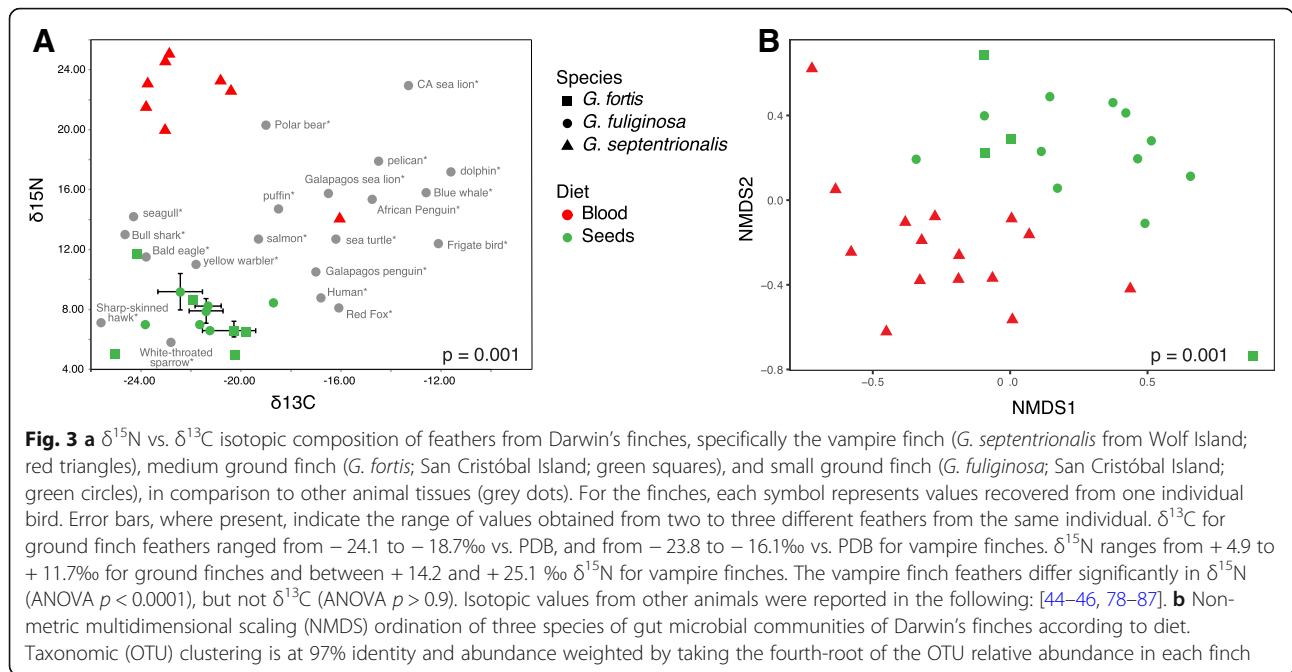 A
24.00
20.00
16.00
12.00
8.00
4.00
δ15N
-24.00
-20.00
-16.00
-12.00
δ13C
CA sea lion*
Polar bear*
pelican*
Galapagos sea lion*
dolphin*
puffin*
Blue whale*
African Penguin*
seagull*
Bull shark*
Bald eagle*
salmon*
sea turtle*
Frigate bird*
yellow warbler*
Galapagos penguin*
Human*
Red Fox*
Sharp-skinned
hawk*
White-throated
sparrow*
p = 0.001
Species
G. fortis
G. fuliginosa
G. septentrionalis
Diet
Blood
Seeds
B
0.4
0.0
−0.4
−0.8
NMDS2
−0.5
0 .0
0.5
NMDS1
p = 0.001
Fig. 3 a δ15N vs. δ13C isotopic composition of feathers from Darwin's finches, specifically the vampire finch (G. septentrionalis from Wolf Island;
red triangles), medium ground finch (G. fortis; San Cristóbal Island; green squares), and small ground finch (G. fuliginosa; San Cristóbal Island;
green circles), in comparison to other animal tissues (grey dots). For the finches, each symbol represents values recovered from one individual
bird. Error bars, where present, indicate the range of values obtained from two to three different feathers from the same individual. δ13C for
ground finch feathers ranged from − 24.1 to − 18.7‰ vs. PDB, and from − 23.8 to − 16.1‰ vs. PDB for vampire finches. δ15N ranges from + 4.9 to
+ 11.7‰ for ground finches and between + 14.2 and + 25.1 ‰ δ15N for vampire finches. The vampire finch feathers differ significantly in δ15N
(ANOVA p < 0.0001), but not δ13C (ANOVA p > 0.9). Isotopic values from other animals were reported in the following: [44–46, 78–87]. b Non-
metric multidimensional scaling (NMDS) ordination of three species of gut microbial communities of Darwin's finches according to diet.
Taxonomic (OTU) clustering is at 97% identity and abundance weighted by taking the fourth-root of the OTU relative abundance in each finch